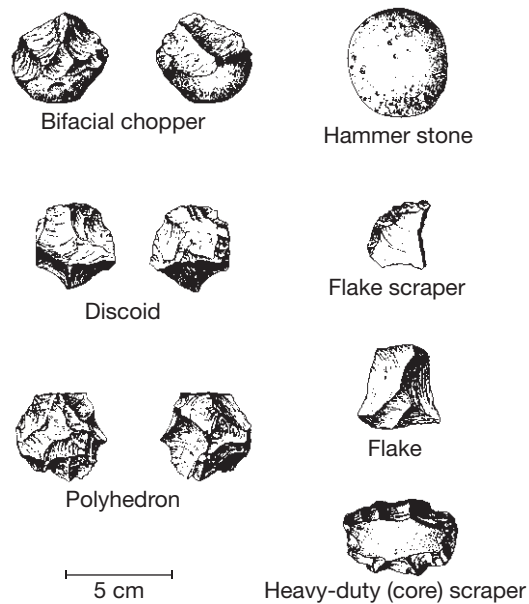 Bifacial chopper
Hammer stone
Discoid
Flake scraper
Flake
Polyhedron
5 cm
Heavy-duty (core) scraper